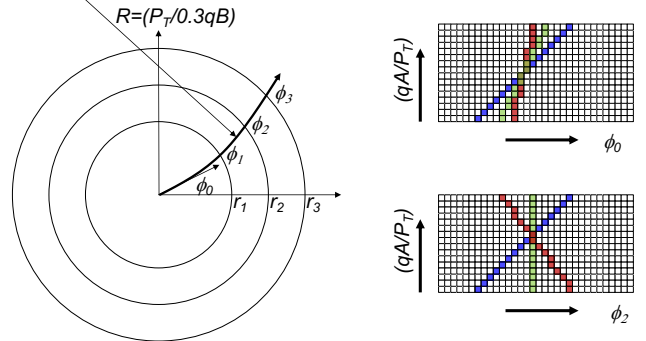 R=(P_T/0.3qB)
ϕ_3
ϕ_2
ϕ_1
ϕ_0
r_1 r_2 r_3
(qA/P_T)
ϕ_0
(qA/P_T)
ϕ_2